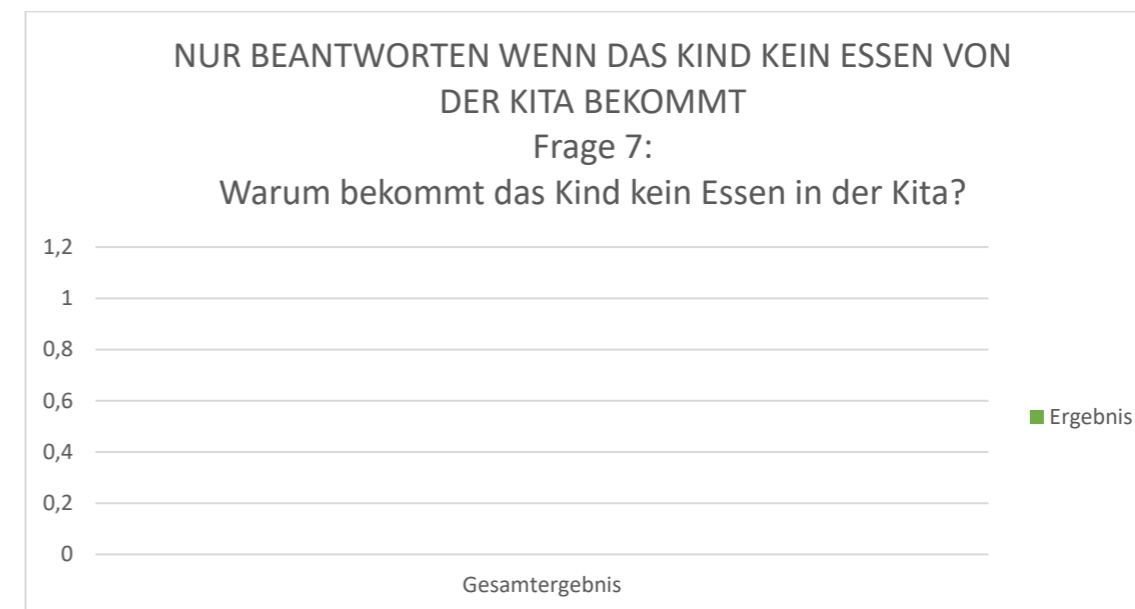 NUR BEANTWORTEN WENN DAS KIND KEIN ESSEN VON
DER KITA BEKOMMT
Frage 7:
Warum bekommt das Kind kein Essen in der Kita?
1,2
1
0,8
0,6
0,4
0,2
0
Gesamtergebnis
Ergebnis